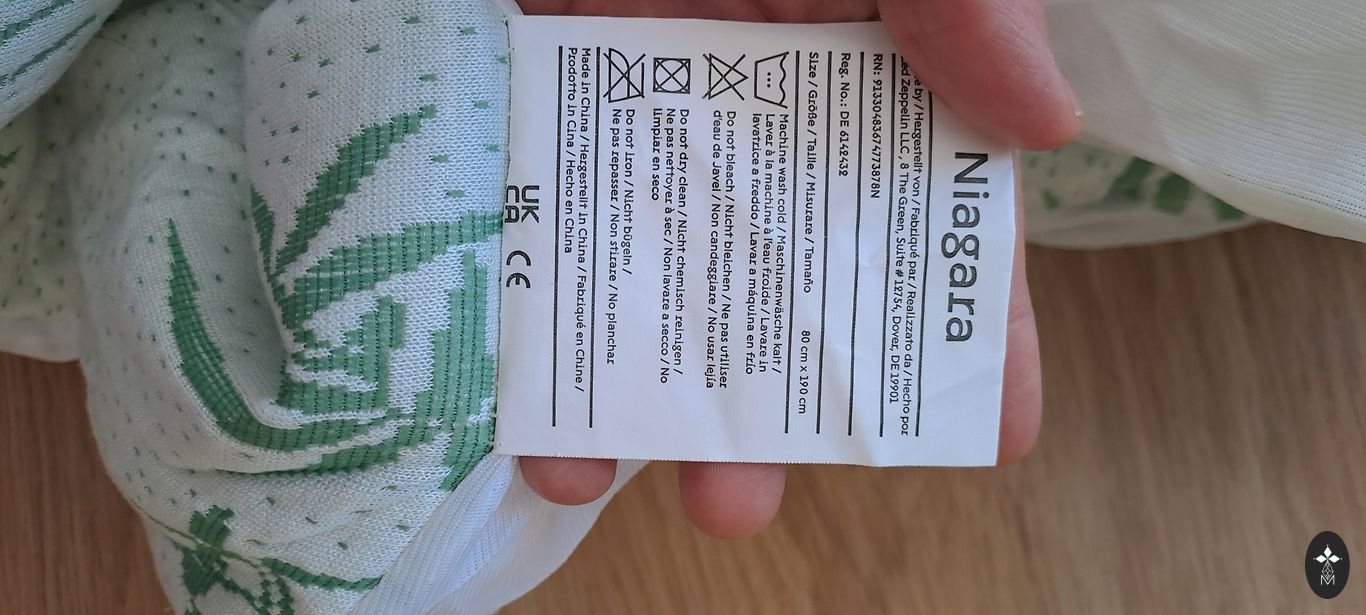 Niagara
e by / Hergestellt von / Fabriqué par / Realizzato da / Hecho por
ed Zeppelin LLC, 8 The Green, Suite # 12754, Dover, DE 19901
RN: 91330483674773878N
Reg. No.: DE 6142432
Size / Größe / Taille / Misurare / Tamaño 80 cm x 190 cm
Machine wash cold / Maschinenwäsche kalt /
Laver à la machine à l'eau froide / Lavare in
lavatrice a freddo / Lavar a máquina en frío
Do not bleach / Nicht bleichen / Ne pas utiliser
d'eau de Javel / Non candeggiare / No usar lejía
Do not dry clean / Nicht chemisch reinigen /
Ne pas nettoyer à sec / Non lavare a secco / No
limpiar en seco
Do not iron / Nicht bügeln /
Ne pas repasser / Non stirare / No planchar
Made in China / Hergestellt in China / Fabriqué en Chine /
Prodotto in Cina / Hecho en China
UK
CA CE
M